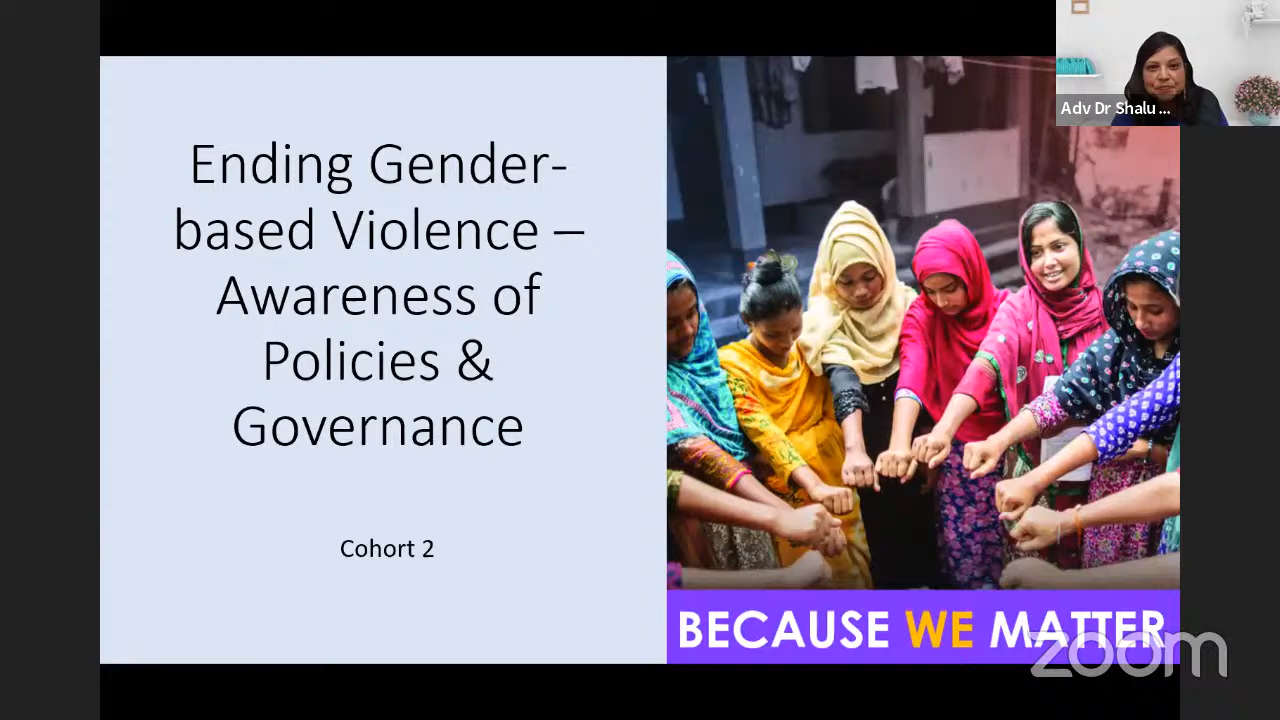 Ending Gender-
based Violence –
Awareness of
Policies &
Governance
Cohort 2
Adv Dr Shalu ...
BECAUSE WE MATTER
zoom